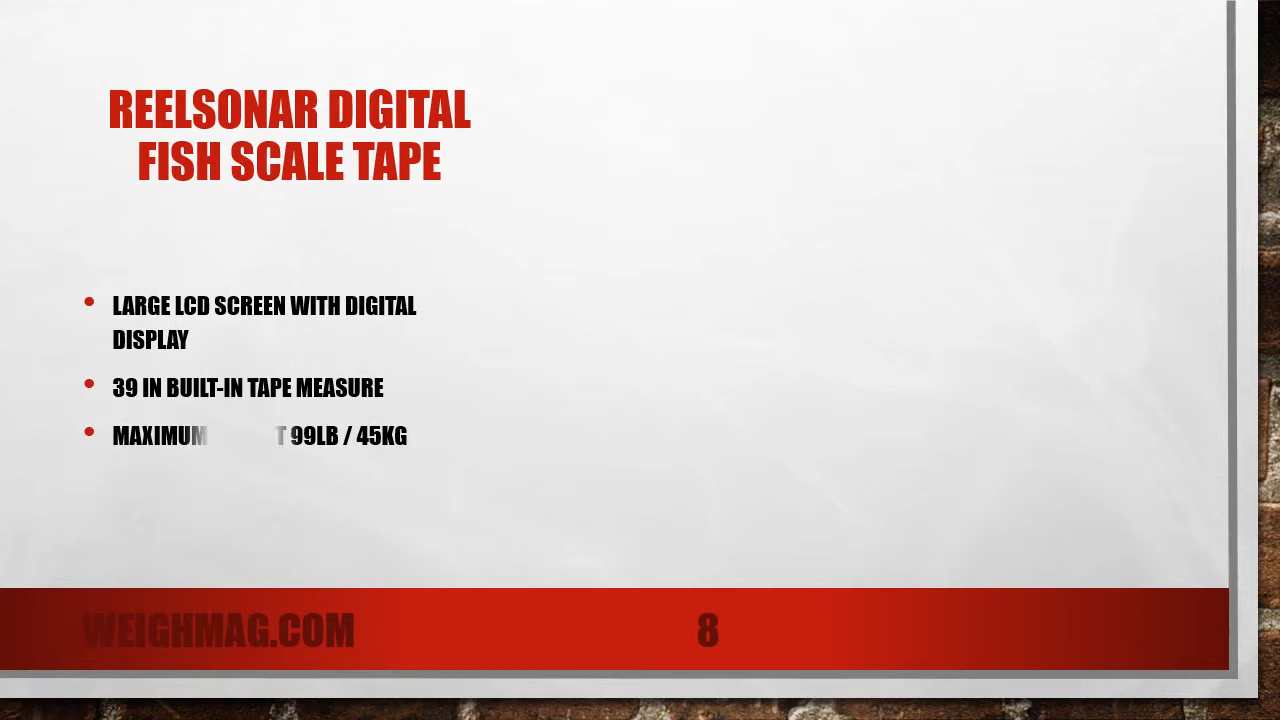 REELSONAR DIGITAL
FISH SCALE TAPE
• LARGE LCD SCREEN WITH DIGITAL
DISPLAY
• 39 IN BUILT-IN TAPE MEASURE
• MAXIMUM T 99LB / 45KG
WEIGHMAG.COM
8